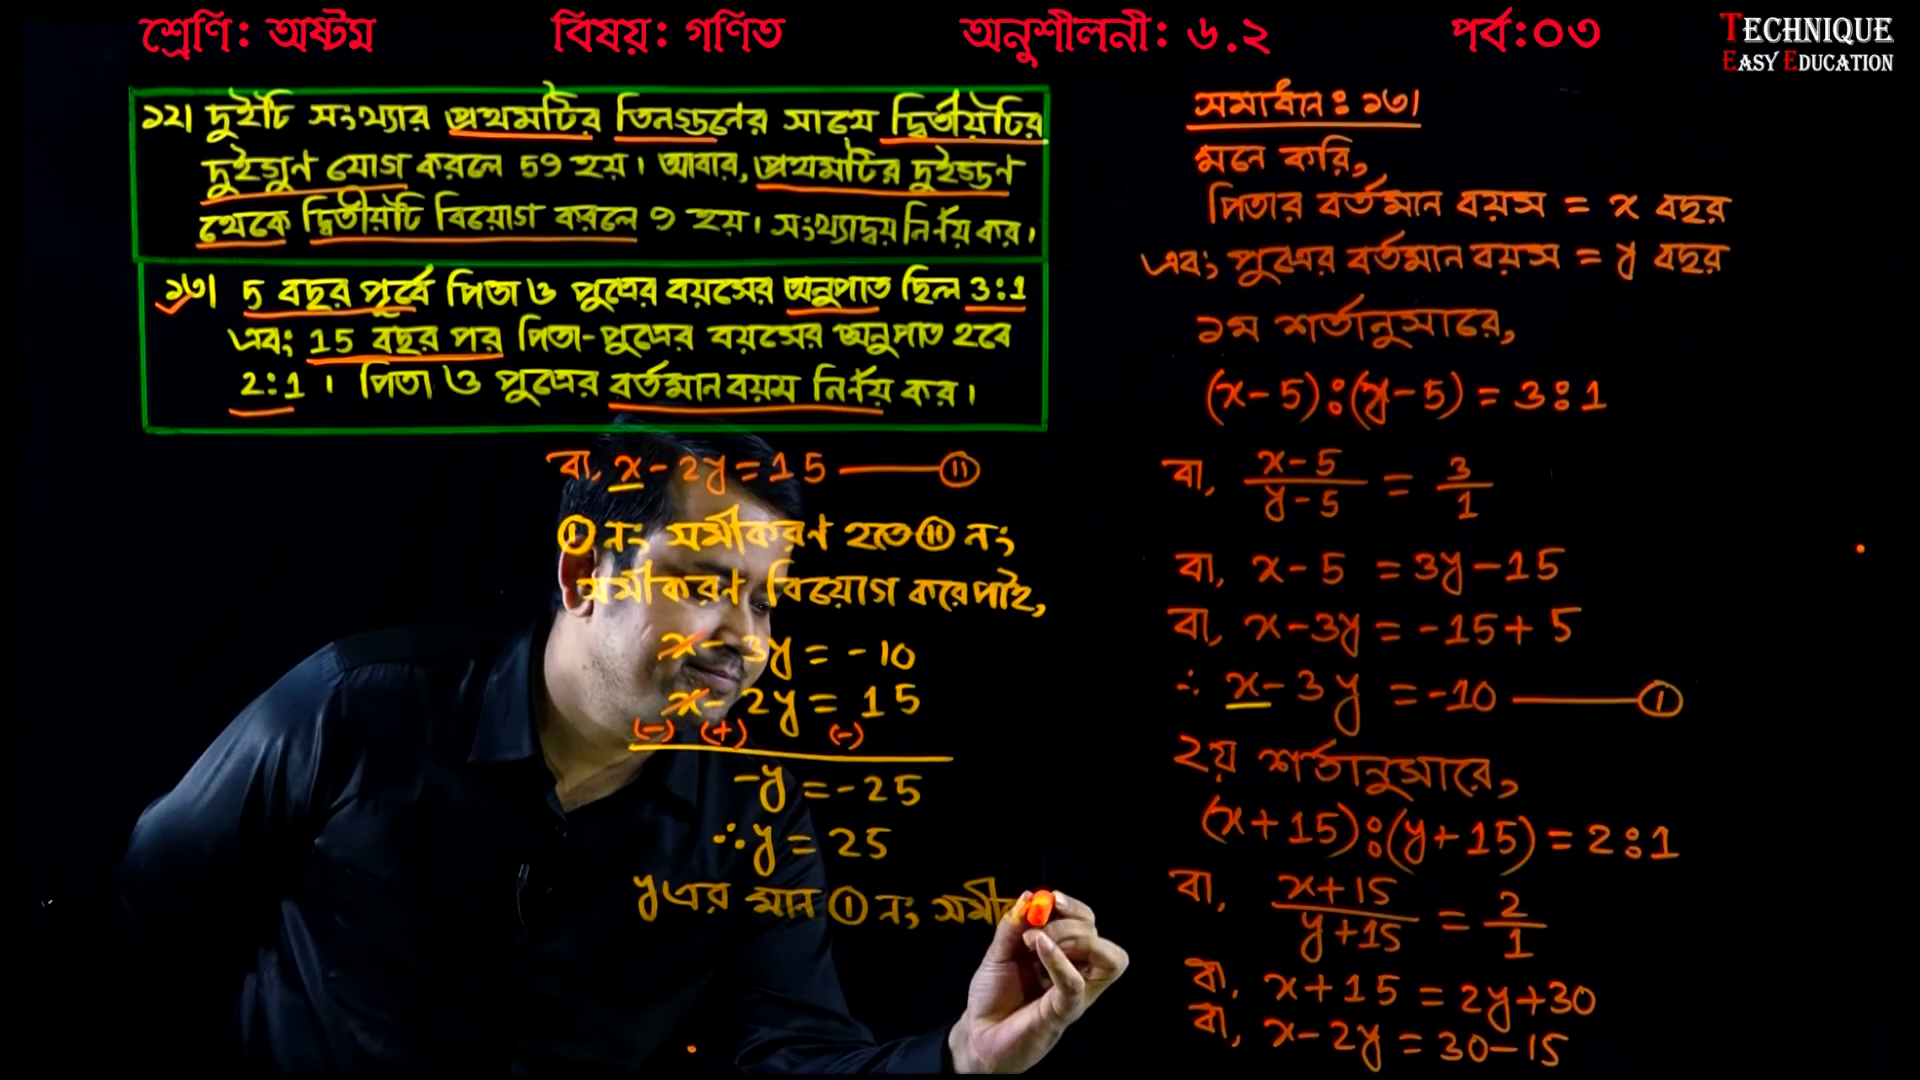 শ্রেণি: অষ্টম বিষয়: গণিত অনুশীলনী: ৬.২ পর্ব:০৩
TECHNIQUE
EASY EDUCATION
১২। দুইটি সংখ্যার প্রথমটির তিনগুণের সাথে দ্বিতীয়টির
দুইগুণ যোগ করলে 59 হয়। আবার, প্রথমটির দুইগুণ
থেকে দ্বিতীয়টি বিয়োগ করলে 9 হয়। সংখ্যাদ্বয় নির্ণয় কর।
১৩। 5 বছর পূর্বে পিতা ও পুত্রের বয়সের অনুপাত ছিল 3:1
এবং 15 বছর পর পিতা-পুত্রের বয়সের অনুপাত হবে
2:1 । পিতা ও পুত্রের বর্তমান বয়স নির্ণয় কর।
বা, x-2y=15 — (ii)
(i) নং সমীকরণ হতে (ii) নং
সমীকরণ বিয়োগ করে পাই,
x-3y=-10
x-2y=15
(-) (+) (-)
-y=-25
∴y=25
y এর মান (i) নং সমী
সমাধান: ১৩।
মনে করি,
পিতার বর্তমান বয়স = x বছর
এবং পুত্রের বর্তমান বয়স = y বছর
১ম শর্তানুসারে,
(x-5):(y-5)=3:1
বা, x-5/y-5 = 3/1
বা, x-5 =3y-15
বা, x-3y=-15+5
∴ x-3y =-10 — (i)
২য় শর্তানুসারে,
(x+15):(y+15)=2:1
বা, x+15/y+15 = 2/1
বা, x+15=2y+30
বা, x-2y=30-15